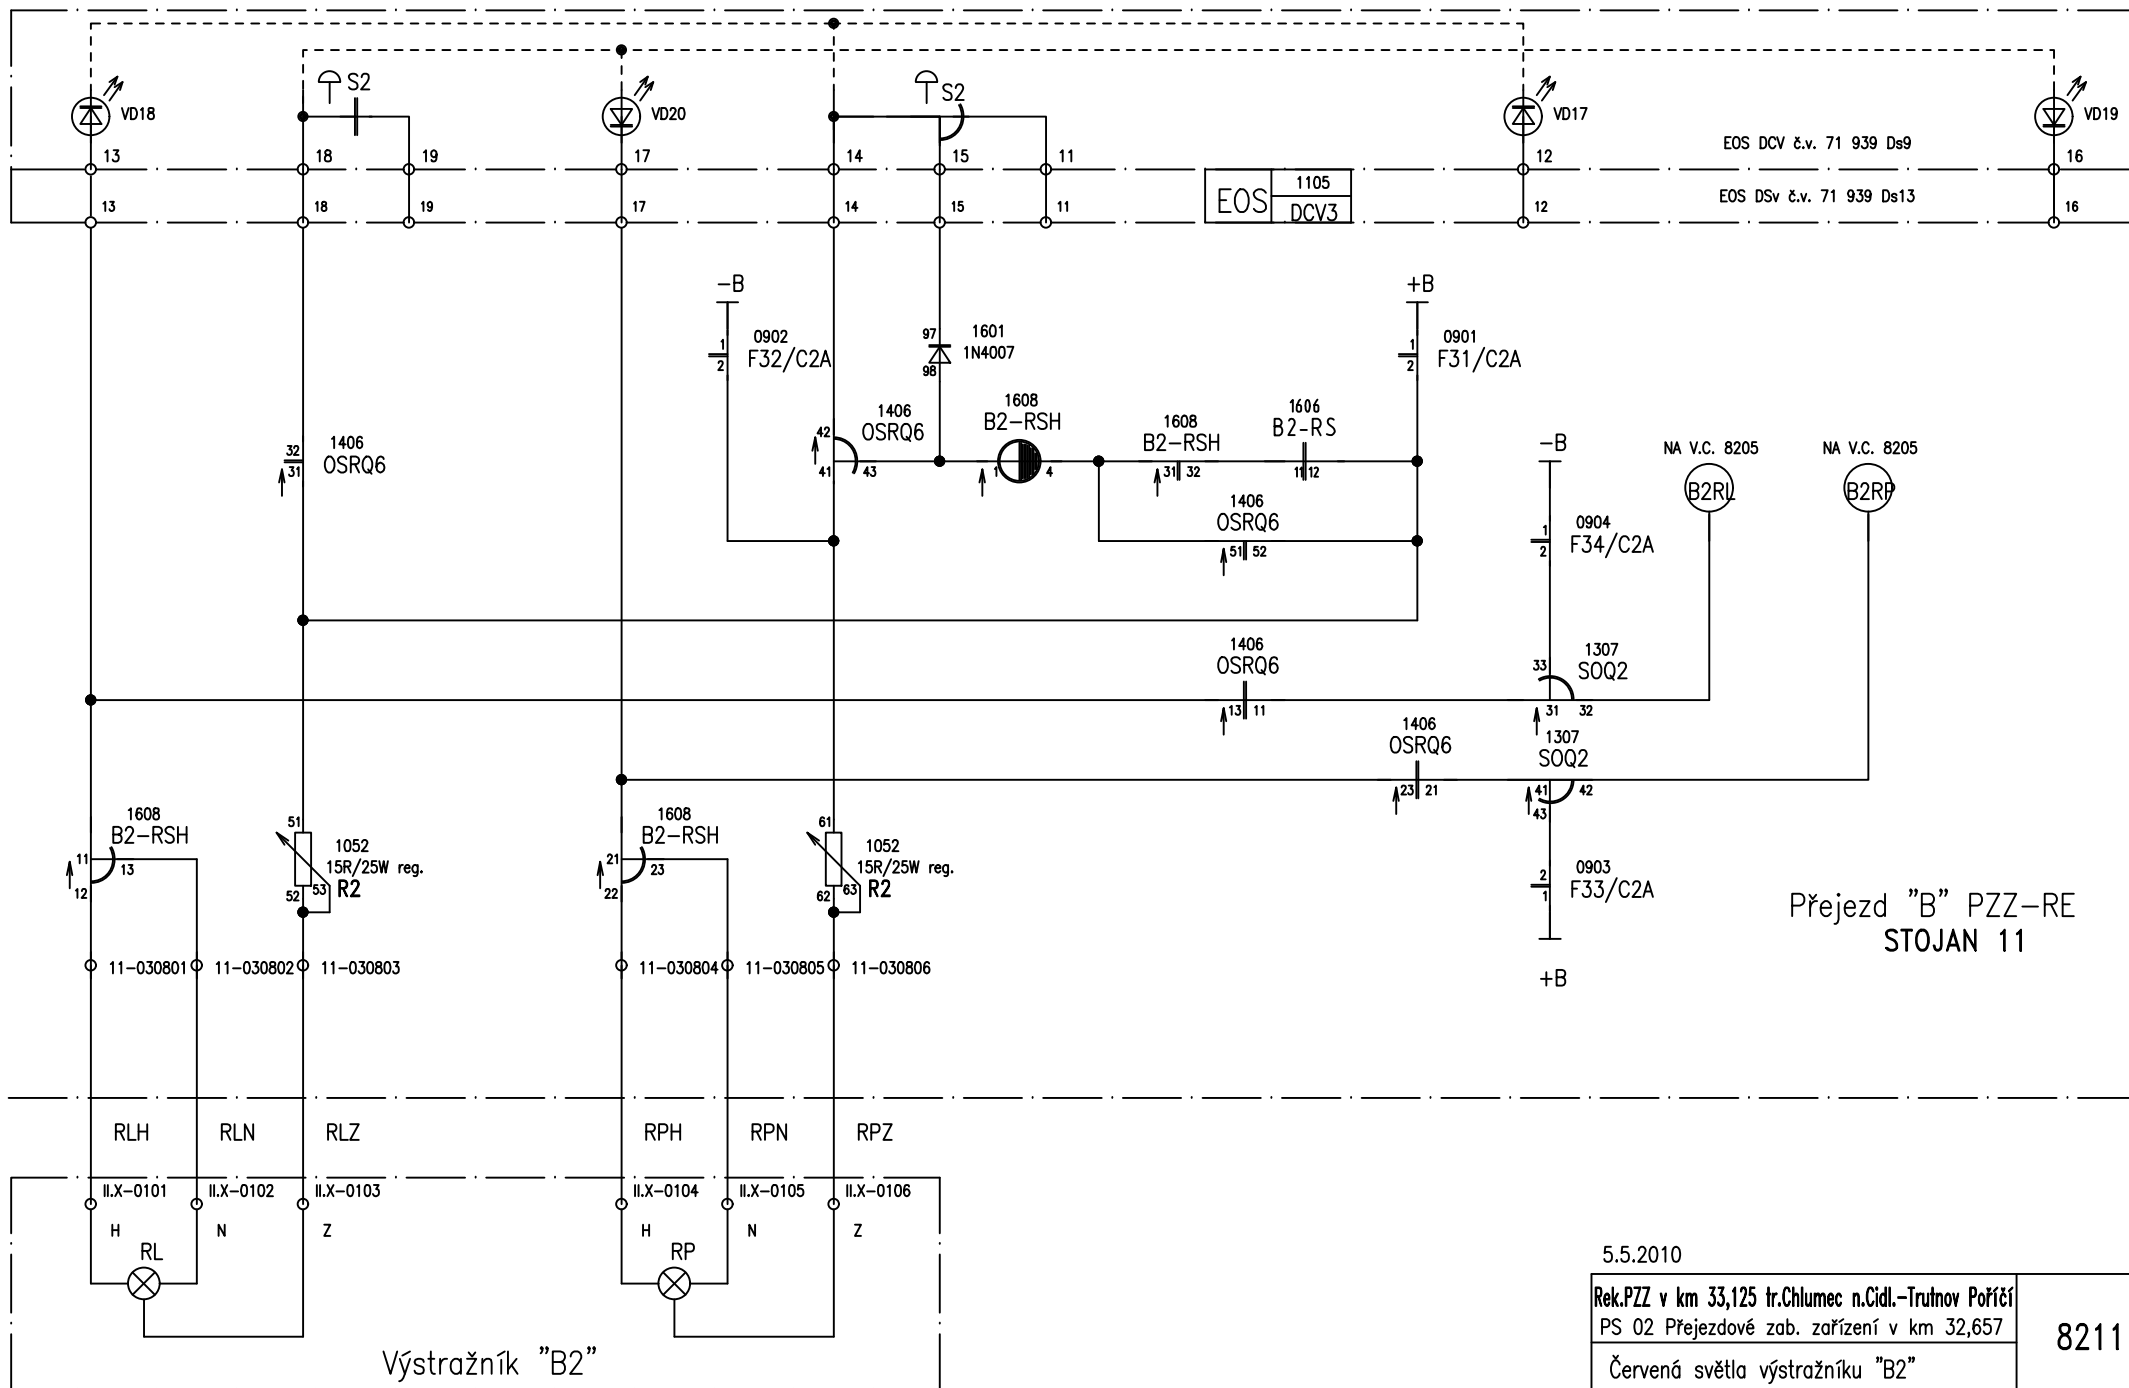 S2
S2
VD18
VD20
VD17
VD19
EOS DCV č.v. 71 939 Ds9
13
18
19
17
14
15
11
12
16
EOS
1105
DCV3
EOS DSv č.v. 71 939 Ds13
13
18
19
17
14
15
11
12
16
-B
+B
1
2
0902
F32/C2A
97
98
1601
1N4007
1
2
0901
F31/C2A
32
31
1406
OSRQ6
42
41
43
1406
OSRQ6
1608
B2-RSH
1
4
1608
B2-RSH
31
32
1606
B2-RS
11
12
1406
OSRQ6
51
52
-B
NA V.C. 8205
NA V.C. 8205
B2RL
B2RP
1
2
0904
F34/C2A
1406
OSRQ6
13
11
33
1307
SOQ2
31
32
1406
OSRQ6
23
21
1307
SOQ2
41
42
43
1608
B2-RSH
11
13
12
51
1052
15R/25W reg.
R2
53
52
1608
B2-RSH
21
23
22
61
1052
15R/25W reg.
R2
63
62
2
1
0903
F33/C2A
+B
Přejezd "B" PZZ-RE
STOJAN 11
11-030801
11-030802
11-030803
11-030804
11-030805
11-030806
RLH
RLN
RLZ
RPH
RPN
RPZ
II.X-0101
II.X-0102
II.X-0103
II.X-0104
II.X-0105
II.X-0106
H
N
Z
H
N
Z
RL
RP
Výstražník "B2"
5.5.2010
Rek.PZZ v km 33,125 tr.Chlumec n.Cidl.-Trutnov Poříčí
PS 02 Přejezdové zab. zařízení v km 32,657
Červená světla výstražníku "B2"
8211